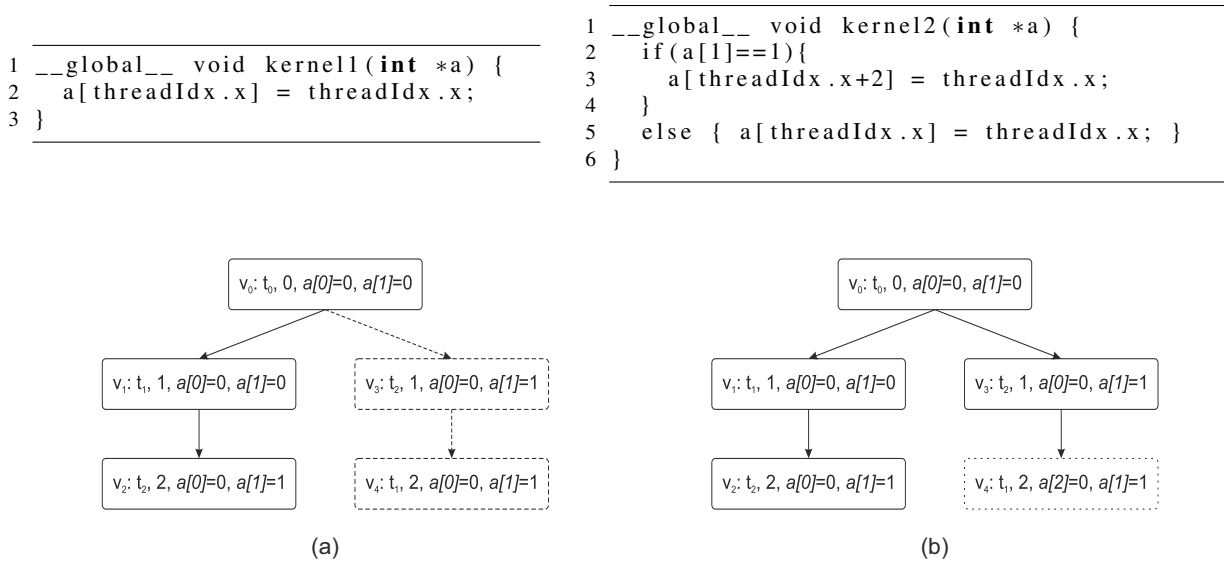 1 __global__ void kernel1(int *a) {
2 a[threadIdx.x] = threadIdx.x;
3 }
1 __global__ void kernel2(int *a) {
2 if(a[1]==1){
3 a[threadIdx.x+2] = threadIdx.x;
4 }
5 else { a[threadIdx.x] = threadIdx.x; }
6 }
v₀: t₀, 0, a[0]=0, a[1]=0
v₁: t₁, 1, a[0]=0, a[1]=0
v₃: t₂, 1, a[0]=0, a[1]=1
v₂: t₂, 2, a[0]=0, a[1]=1
v₄: t₁, 2, a[0]=0, a[1]=1
(a)
v₀: t₀, 0, a[0]=0, a[1]=0
v₁: t₁, 1, a[0]=0, a[1]=0
v₃: t₂, 1, a[0]=0, a[1]=1
v₂: t₂, 2, a[0]=0, a[1]=1
v₄: t₁, 2, a[2]=0, a[1]=1
(b)